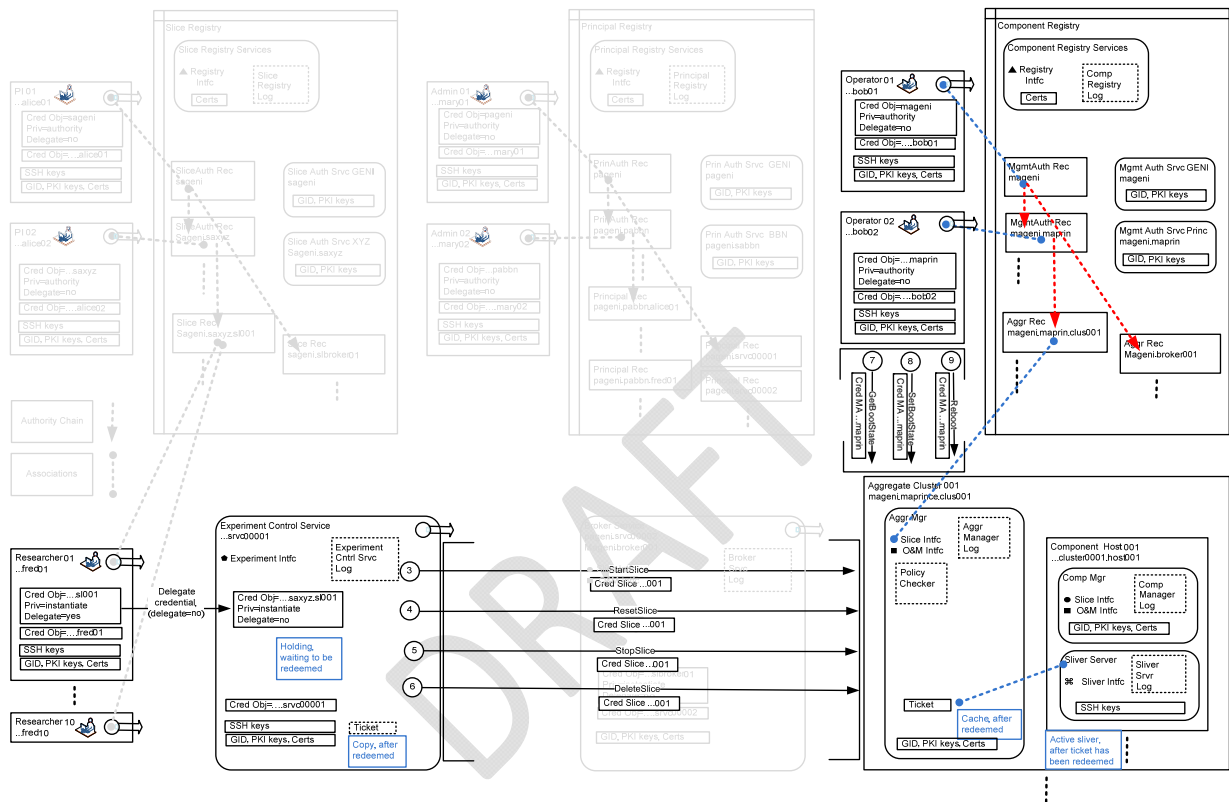 Slice Registry
Slice Registry Services
Registry
Intfc
Certs
Slice
Registry
Log
PI 01
...alice01
Cred Obj=sageni
Priv=authority
Delegate=no
Cred Obj=....alice01
SSH keys
GID, PKI keys, Certs
SliceAuth Rec
sageni
Slice Auth Srvc GENI
sageni
GID, PKI keys
PI 02
...alice02
Cred Obj=...saxyz
Priv=authority
Delegate=no
Cred Obj=....alice02
SSH keys
GID, PKI keys, Certs
SliceAuth Rec
Sageni.saxyz
Slice Auth Srvc XYZ
Sageni.saxyz
GID, PKI keys
Slice Rec
Sageni.saxyz.sl001
Slice Rec
sageni.slbroker01
Authority Chain
Associations
Principal Registry
Principal Registry Services
Registry
Intfc
Certs
Principal
Registry
Log
Admin 01
...mary01
Cred Obj=pageni
Priv=authority
Delegate=no
Cred Obj= ...mary01
SSH keys
GID, PKI keys, Certs
PrinAuth Rec
pageni
Prin Auth Srvc GENI
pageni
GID, PKI keys
Admin 02
...mary02
Cred Obj=...pabbn
Priv=authority
Delegate=no
Cred Obj=....mary02
SSH keys
GID, PKI keys, Certs
PrinAuth Rec
pageni.pabbn
Prin Auth Srvc BBN
pageni.pabbn
GID, PKI keys
Principal Rec
pageni.pabbn.alice01
Principal Rec
pageni.pabbn.fred01
Principal Rec
pageni.srvc00001
Principal Rec
pageni.srvc00002
Component Registry
Component Registry Services
Registry
Intfc
Certs
Comp
Registry
Log
Operator 01
...bob01
Cred Obj=mageni
Priv=authority
Delegate=no
Cred Obj=....bob01
SSH keys
GID, PKI keys, Certs
MgmtAuth Rec
mageni
Mgmt Auth Srvc GENI
mageni
GID, PKI keys
Operator 02
...bob02
Cred Obj=...maprin
Priv=authority
Delegate=no
Cred Obj=....bob02
SSH keys
GID, PKI keys, Certs
MgmtAuth Rec
mageni.maprin
Mgmt Auth Srvc Princ
mageni.maprin
GID, PKI keys
Aggr Rec
mageni.maprin.clus001
Aggr Rec
Mageni.broker001
7
8
9
Cred MA
...maprin
GetBootState
Cred MA
...maprin
SetBootState
Cred MA
...maprin
Reboot
Researcher 01
...fred01
Cred Obj=...sl001
Priv=instantiate
Delegate=yes
Cred Obj=....fred01
SSH keys
GID, PKI keys, Certs
Researcher 10
...fred10
Delegate
credential,
(delegate=no)
Experiment Control Service
...srvc00001
Experiment Intfc
Experiment
Cntrl Srvc
Log
Cred Obj=...saxyz.sl001
Priv=instantiate
Delegate=no
Holding,
waiting to be
redeemed
Cred Obj=....srvc00001
SSH keys
GID, PKI keys, Certs
Ticket
Copy, after
redeemed
3
StartSlice
Cred Slice ...001
4
ResetSlice
Cred Slice ...001
5
StopSlice
Cred Slice ...001
6
DeleteSlice
Cred Slice ...001
Broker
Log
SSH keys
GID, PKI keys, Certs
Aggregate Cluster 001
mageni.maprince.clus001
Aggr Mgr
Slice Intfc
O&M Intfc
Aggr
Manager
Log
Policy
Checker
Ticket
Cache, after
redeemed
GID, PKI keys, Certs
Component Host 001
...cluster0001.host001
Comp Mgr
Slice Intfc
O&M Intfc
Comp
Manager
Log
GID, PKI keys, Certs
Sliver Server
Sliver Intfc
Sliver
Srvr
Log
SSH keys
Active sliver,
after ticket has
been redeemed
DRAFT